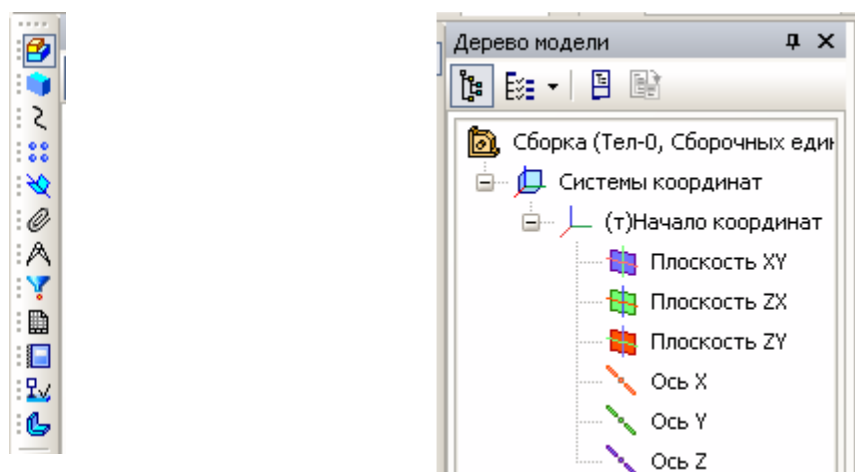 Дерево модели
Сборка (Тел-0, Сборочных един
Системы координат
(т)Начало координат
Плоскость XY
Плоскость ZX
Плоскость ZY
Ось X
Ось Y
Ось Z